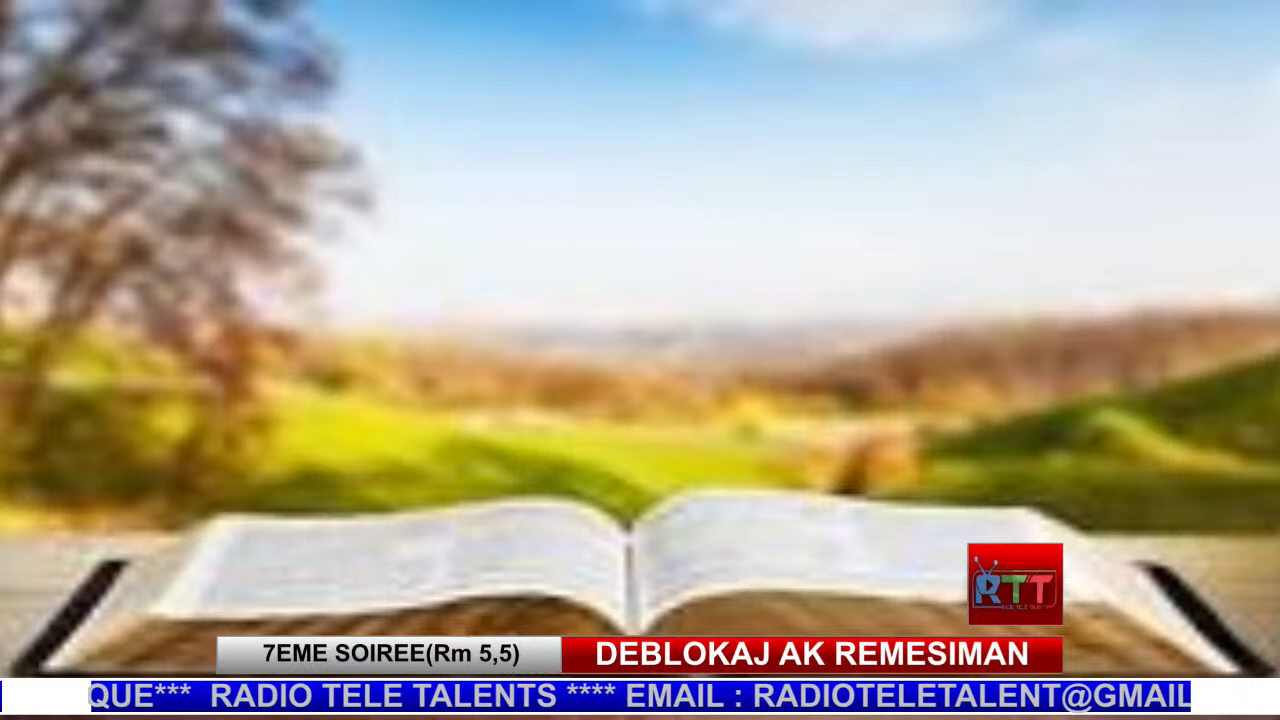 RTT
7EME SOIREE(Rm 5,5)
DEBLOKAJ AK REMESIMAN
QUE*** RADIO TELE TALENTS **** EMAIL : RADIOTELETALENT@GMAIL